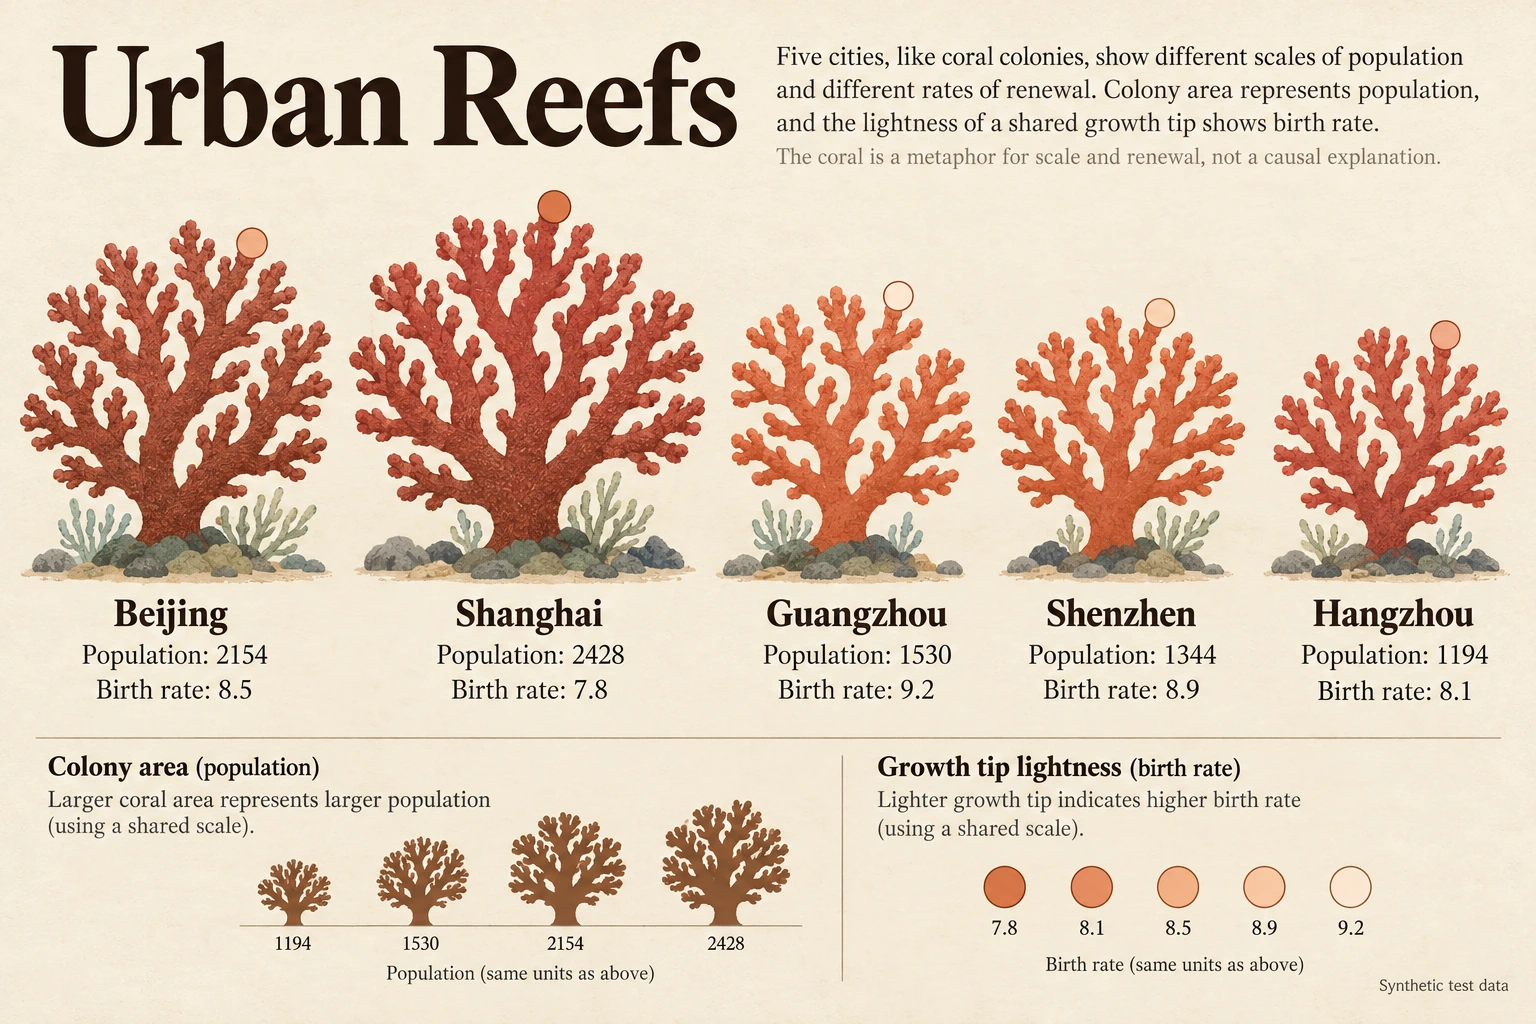 Urban Reefs
Five cities, like coral colonies, show different scales of population
and different rates of renewal. Colony area represents population,
and the lightness of a shared growth tip shows birth rate.
The coral is a metaphor for scale and renewal, not a causal explanation.
Beijing
Population: 2154
Birth rate: 8.5
Shanghai
Population: 2428
Birth rate: 7.8
Guangzhou
Population: 1530
Birth rate: 9.2
Shenzhen
Population: 1344
Birth rate: 8.9
Hangzhou
Population: 1194
Birth rate: 8.1
Colony area (population)
Larger coral area represents larger population
(using a shared scale).
1194
1530
2154
2428
Population (same units as above)
Growth tip lightness (birth rate)
Lighter growth tip indicates higher birth rate
(using a shared scale).
7.8
8.1
8.5
8.9
9.2
Birth rate (same units as above)
Synthetic test data